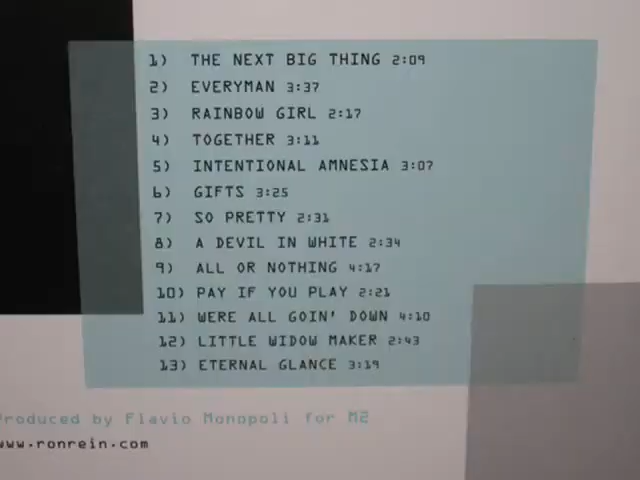 1) THE NEXT BIG THING 2:09
2) EVERYMAN 3:37
3) RAINBOW GIRL 2:17
4) TOGETHER 3:11
5) INTENTIONAL AMNESIA 3:07
6) GIFTS 3:25
7) SO PRETTY 2:31
8) A DEVIL IN WHITE 2:34
9) ALL OR NOTHING 4:17
10) PAY IF YOU PLAY 2:21
11) WERE ALL GOIN' DOWN 4:10
12) LITTLE WIDOW MAKER 2:43
13) ETERNAL GLANCE 3:19
Produced by Flavio Monopoli for M2
www.ronrein.com